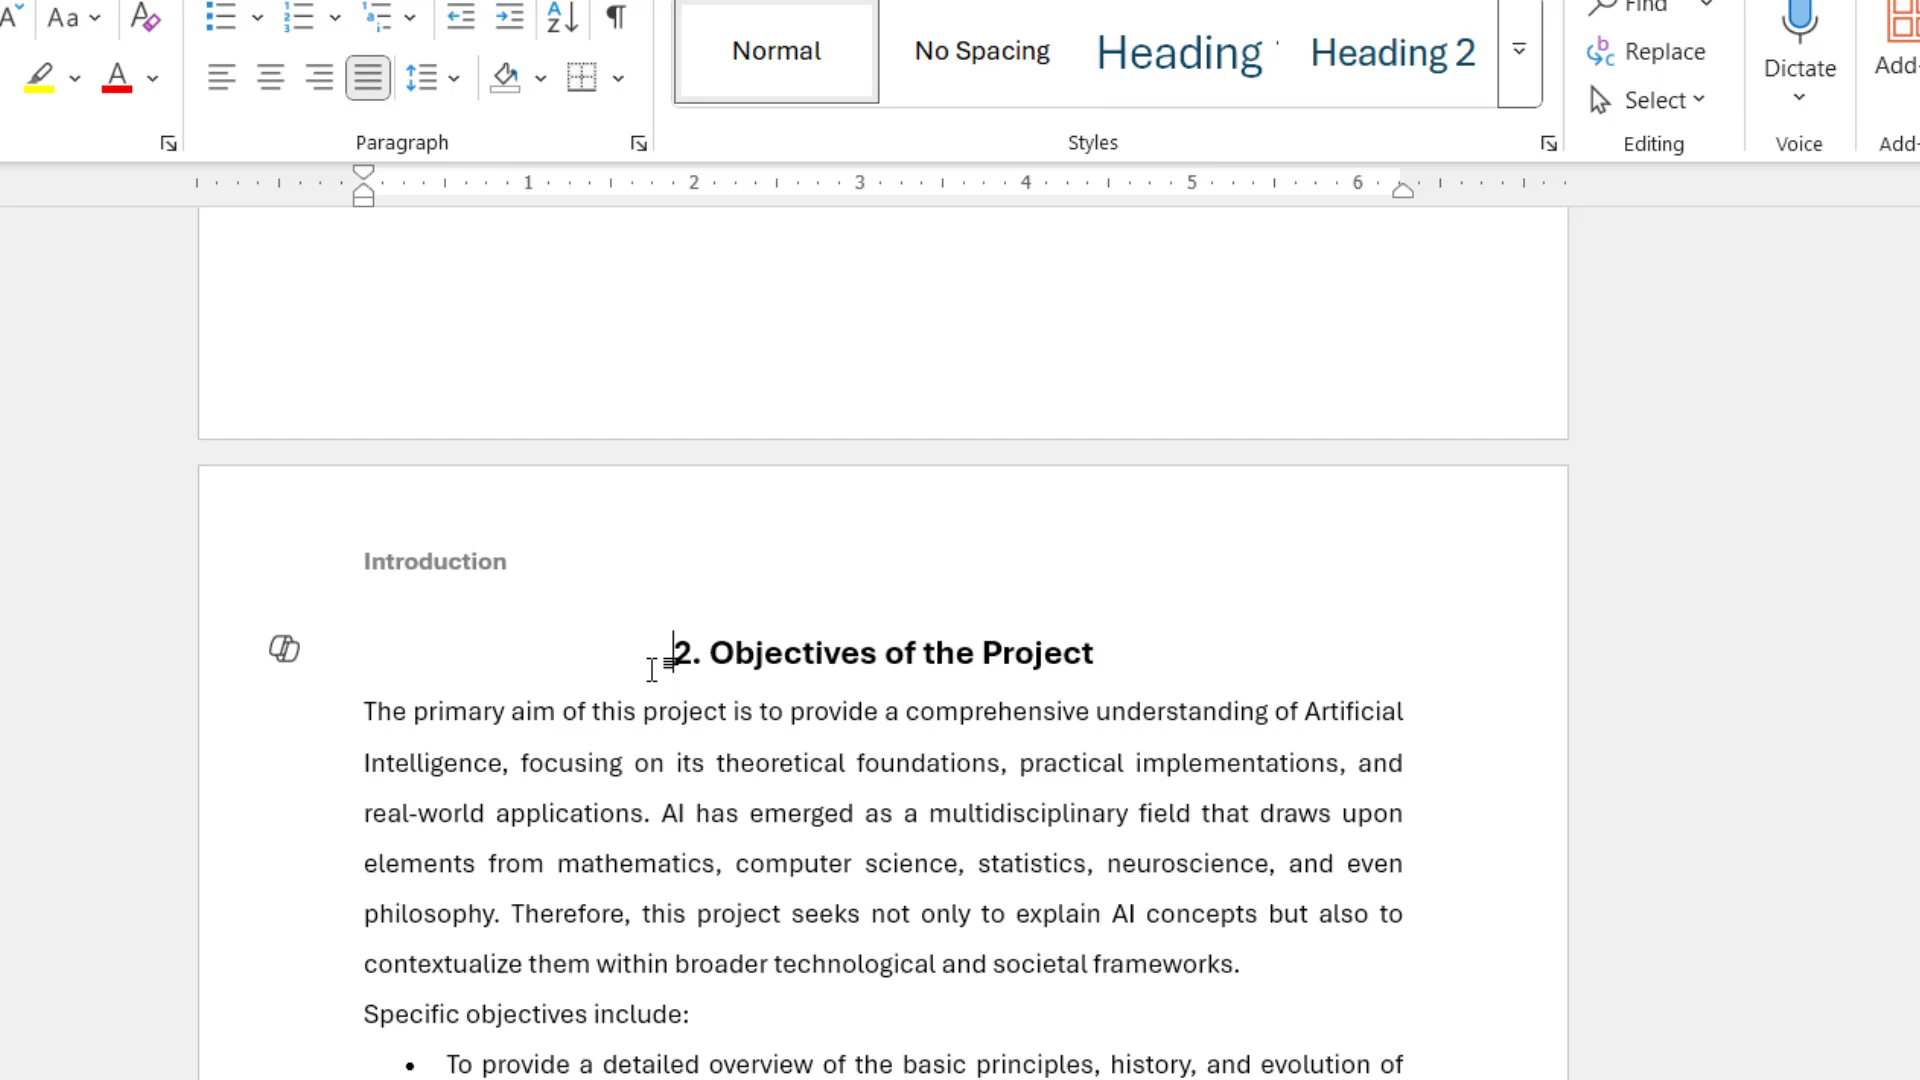 Aa
Normal
No Spacing
Heading
Heading 2
Find
Replace
Select
Dictate
Add-
Paragraph
Styles
Editing
Voice
Add-
1 2 3 4 5 6
Introduction
2. Objectives of the Project
The primary aim of this project is to provide a comprehensive understanding of Artificial
Intelligence, focusing on its theoretical foundations, practical implementations, and
real-world applications. AI has emerged as a multidisciplinary field that draws upon
elements from mathematics, computer science, statistics, neuroscience, and even
philosophy. Therefore, this project seeks not only to explain AI concepts but also to
contextualize them within broader technological and societal frameworks.
Specific objectives include:
• To provide a detailed overview of the basic principles, history, and evolution of